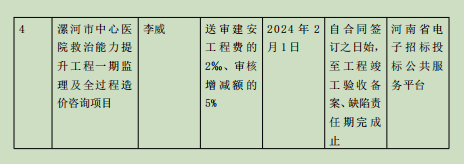 4
漯河市中心医
院救治能力提
升工程一期监
理及全过程造
价咨询项目
李威
送审建安
工程费的
2‰、审核
增减额的
5%
2024 年 2
月 1 日
自合同签
订之日始，
至工程竣
工验收备
案、缺陷责
任期完成
止
河南省电
子招标投
标公共服
务平台